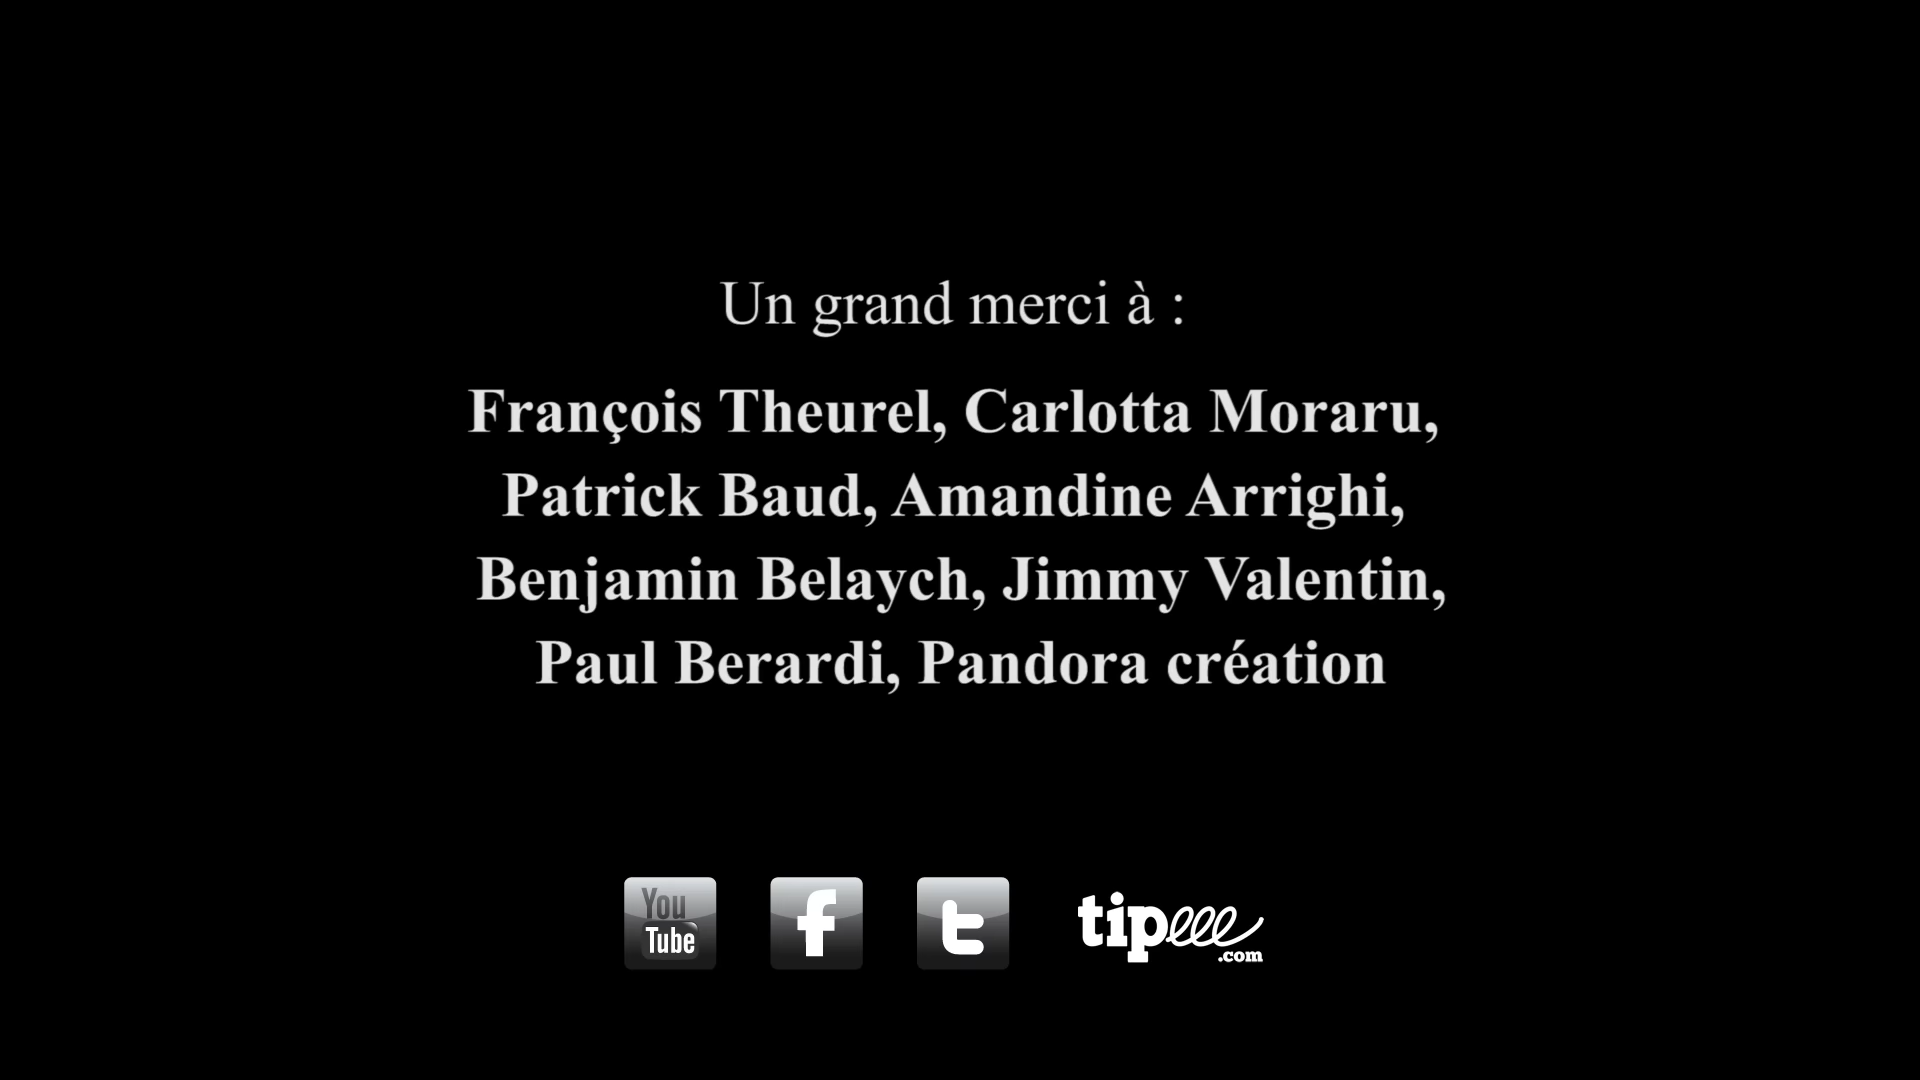 Un grand merci à :
François Theurel, Carlotta Moraru,
Patrick Baud, Amandine Arrighi,
Benjamin Belaych, Jimmy Valentin,
Paul Berardi, Pandora création
You
Tube
f
t
tipeee
.com